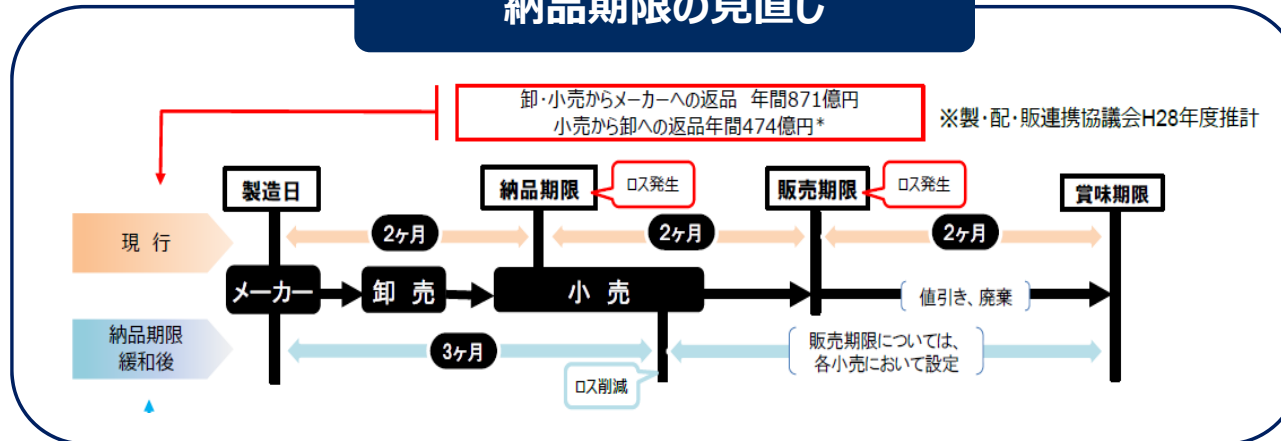 納品期限の見直し
卸・小売からメーカーへの返品 年間871億円
小売から卸への返品年間474億円*
※製・配・販連携協議会H28年度推計
製造日
納品期限
ロス発生
販売期限
ロス発生
賞味期限
現 行
2ヶ月
2ヶ月
2ヶ月
メーカー
卸 売
小 売
値引き、廃棄
納品期限
緩和後
3ヶ月
ロス削減
販売期限については、
各小売において設定